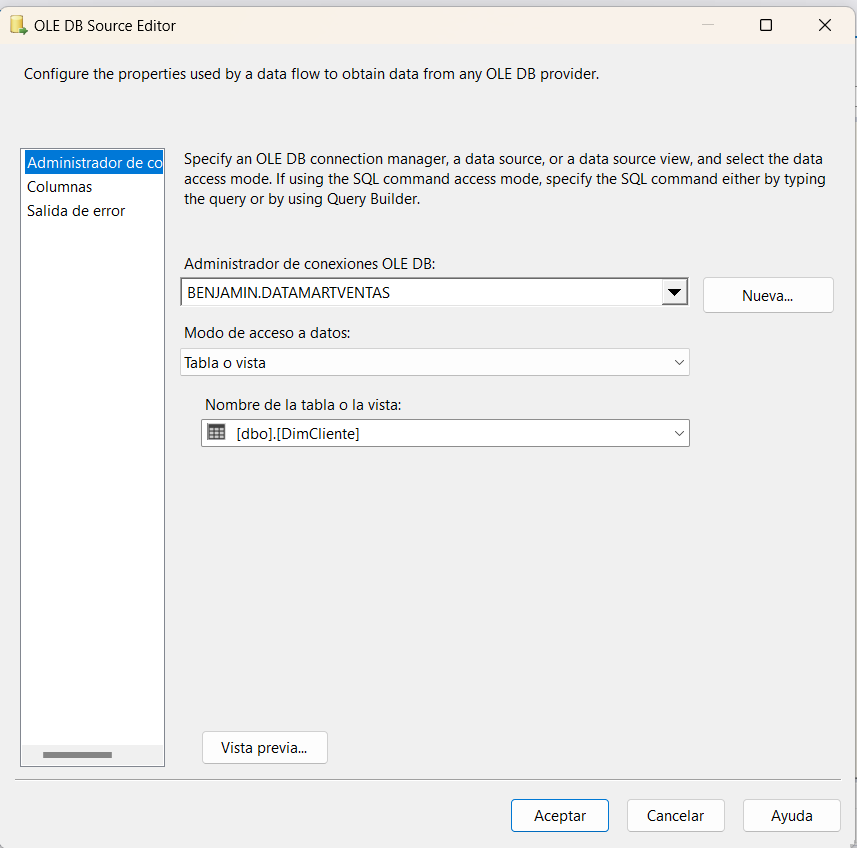 OLE DB Source Editor
Configure the properties used by a data flow to obtain data from any OLE DB provider.
Administrador de co
Columnas
Salida de error
Specify an OLE DB connection manager, a data source, or a data source view, and select the data
access mode. If using the SQL command access mode, specify the SQL command either by typing
the query or by using Query Builder.
Administrador de conexiones OLE DB:
BENJAMIN.DATAMARTVENTAS
Nueva...
Modo de acceso a datos:
Tabla o vista
Nombre de la tabla o la vista:
[dbo].[DimCliente]
Vista previa...
Aceptar
Cancelar
Ayuda